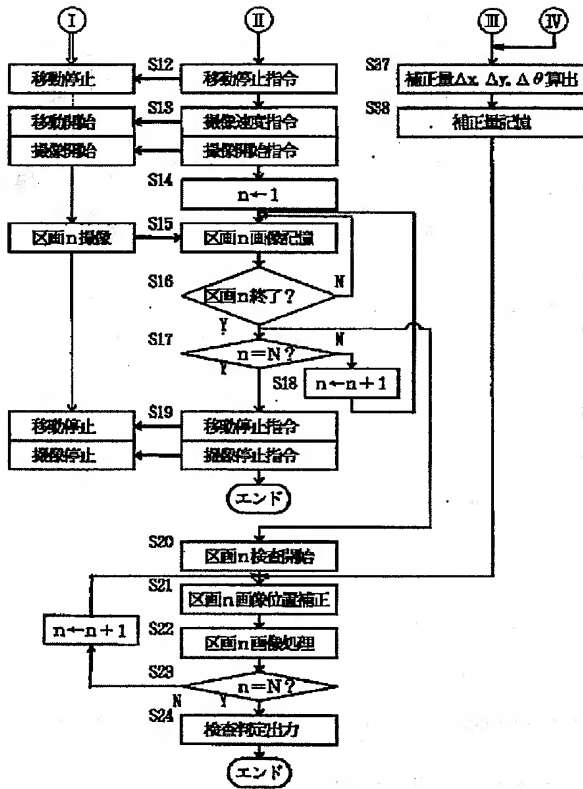 Ⅰ Ⅱ Ⅲ Ⅳ
S12 移動停止 移動停止指令
S37 補正量Δx, Δy, Δθ算出
S13 移動開始 撮像速度指令
撮像開始 撮像開始指令
S38 補正量記憶
S14 n←1
S15 区画n撮像 区画n画像記憶
S16 区画n終了? N
Y
S17 n=N? N
Y
S18 n←n+1
S19 移動停止 移動停止指令
撮像停止 撮像停止指令
エンド
S20 区画n検査開始
S21 区画n画像位置補正
n←n+1
S22 区画n画像処理
S23 n=N?
N Y
S24 検査判定出力
エンド